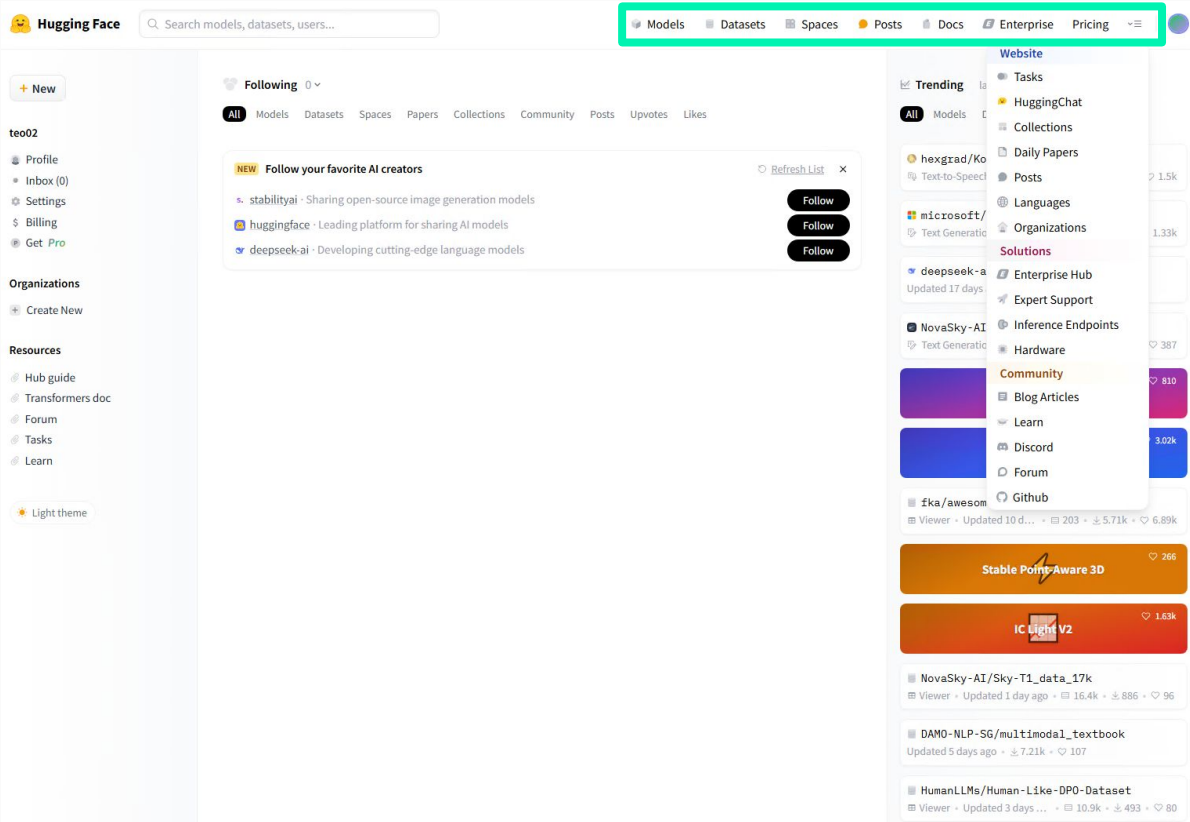 Hugging Face
Search models, datasets, users...
Models
Datasets
Spaces
Posts
Docs
Enterprise
Pricing
+ New
teo02
Profile
Inbox (0)
Settings
$ Billing
Get Pro
Organizations
+ Create New
Resources
Hub guide
Transformers doc
Forum
Tasks
Learn
Light theme
Following 0
All Models Datasets Spaces Papers Collections Community Posts Upvotes Likes
NEW Follow your favorite AI creators
Refresh List
stabilityai · Sharing open-source image generation models
Follow
huggingface · Leading platform for sharing AI models
Follow
deepseek-ai · Developing cutting-edge language models
Follow
Website
Tasks
HuggingChat
Collections
Daily Papers
Posts
Languages
Organizations
Solutions
Enterprise Hub
Expert Support
Inference Endpoints
Hardware
Community
Blog Articles
Learn
Discord
Forum
Github
Trending la
All Models
hexgrad/Ko
Text-to-Speech 1.5k
microsoft/
Text Generatio 1.33k
deepseek-a
Updated 17 days
NovaSky-AI
Text Generatio 387
810
3.02k
fka/awesom
Viewer • Updated 10 d... • 203 • 5.71k • 6.89k
266
Stable Point-Aware 3D
1.63k
IC Light V2
NovaSky-AI/Sky-T1_data_17k
Viewer • Updated 1 day ago • 16.4k • 886 • 96
DAMO-NLP-SG/multimodal_textbook
Updated 5 days ago • 7.21k • 107
HumanLLMs/Human-Like-DPO-Dataset
Viewer • Updated 3 days ... • 10.9k • 493 • 80